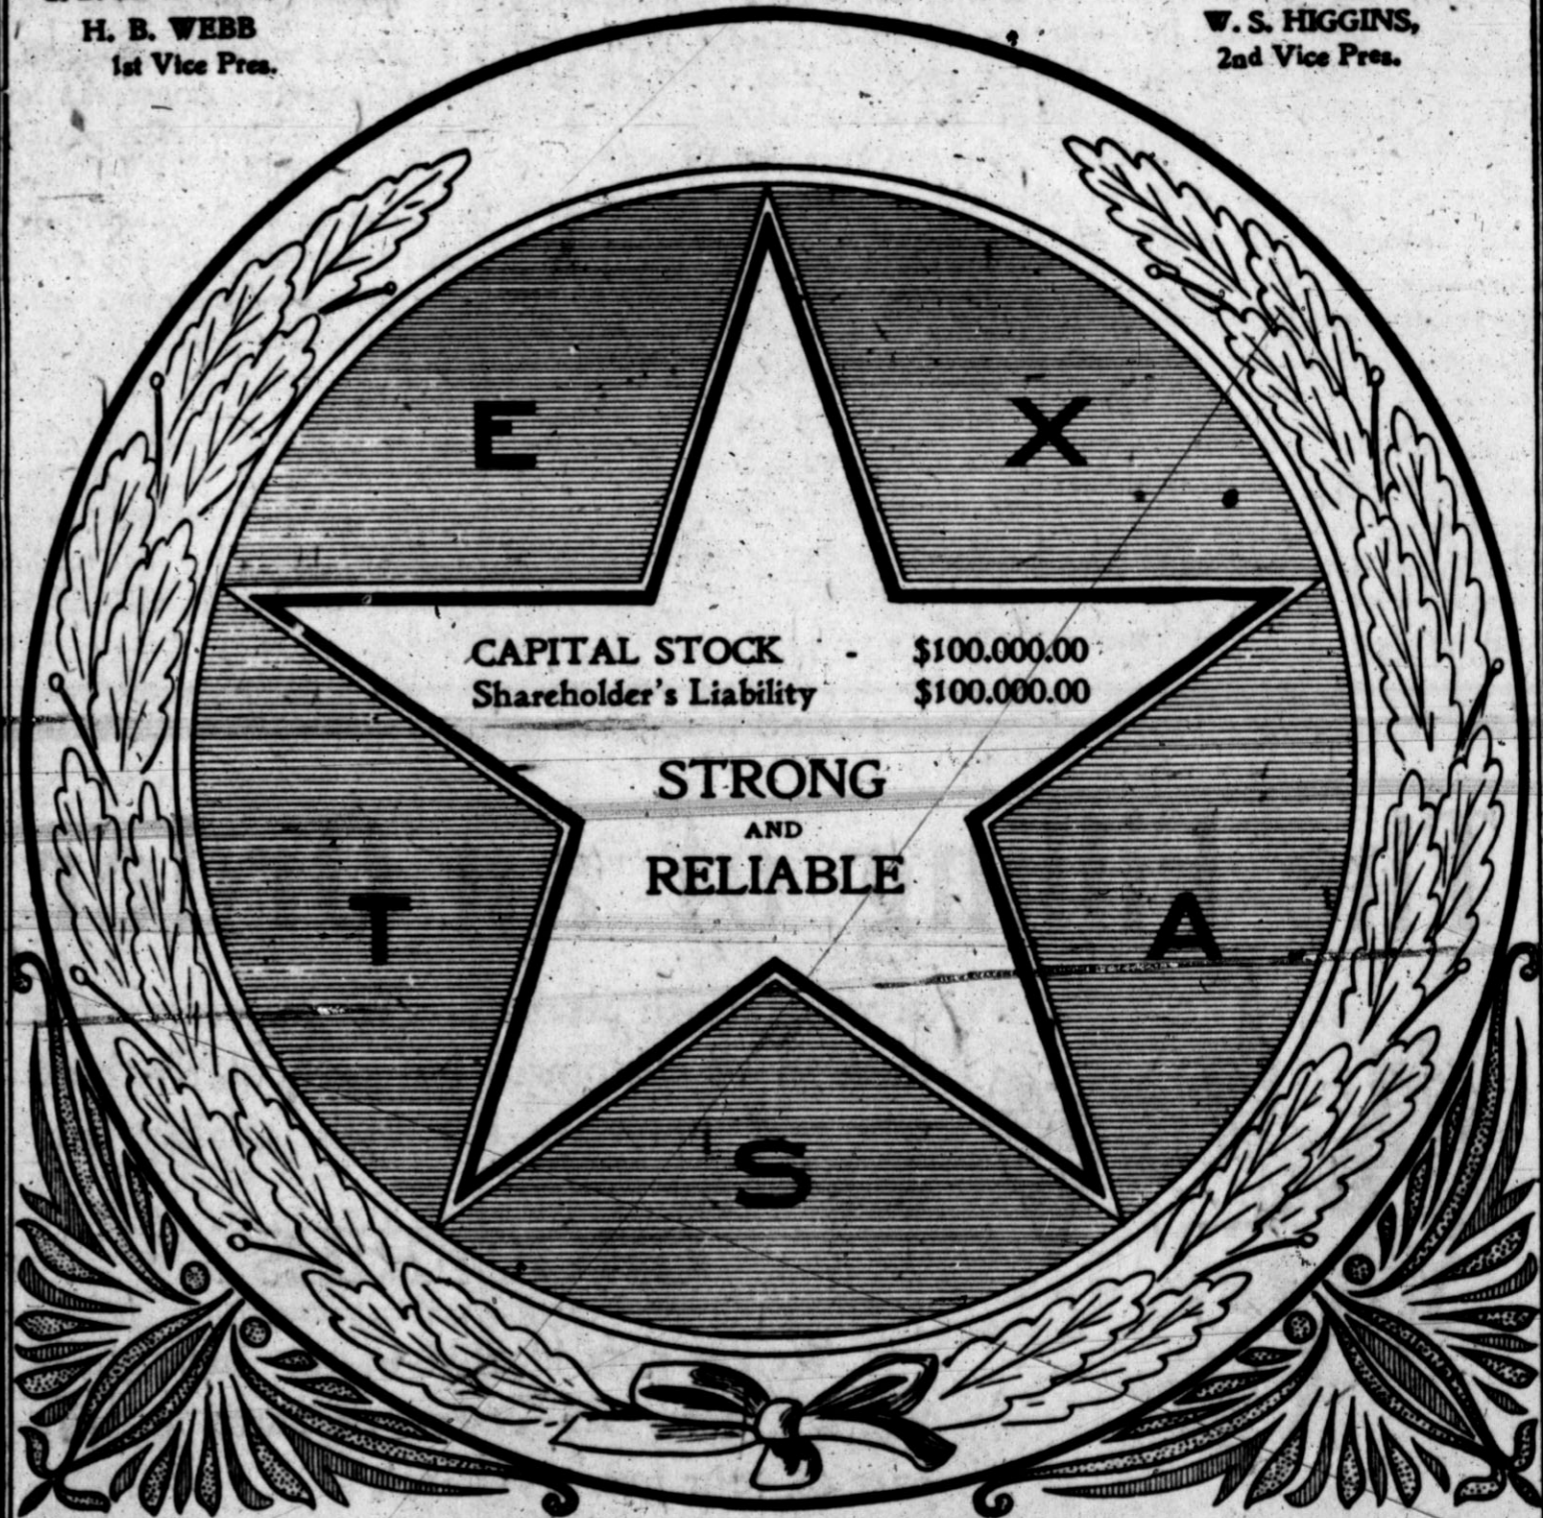 H. B. WEBB
1st Vice Pres.
W. S. HIGGINS,
2nd Vice Pres.
T E X A S
CAPITAL STOCK - $100.000.00
Shareholder's Liability $100.000.00
STRONG
AND
RELIABLE